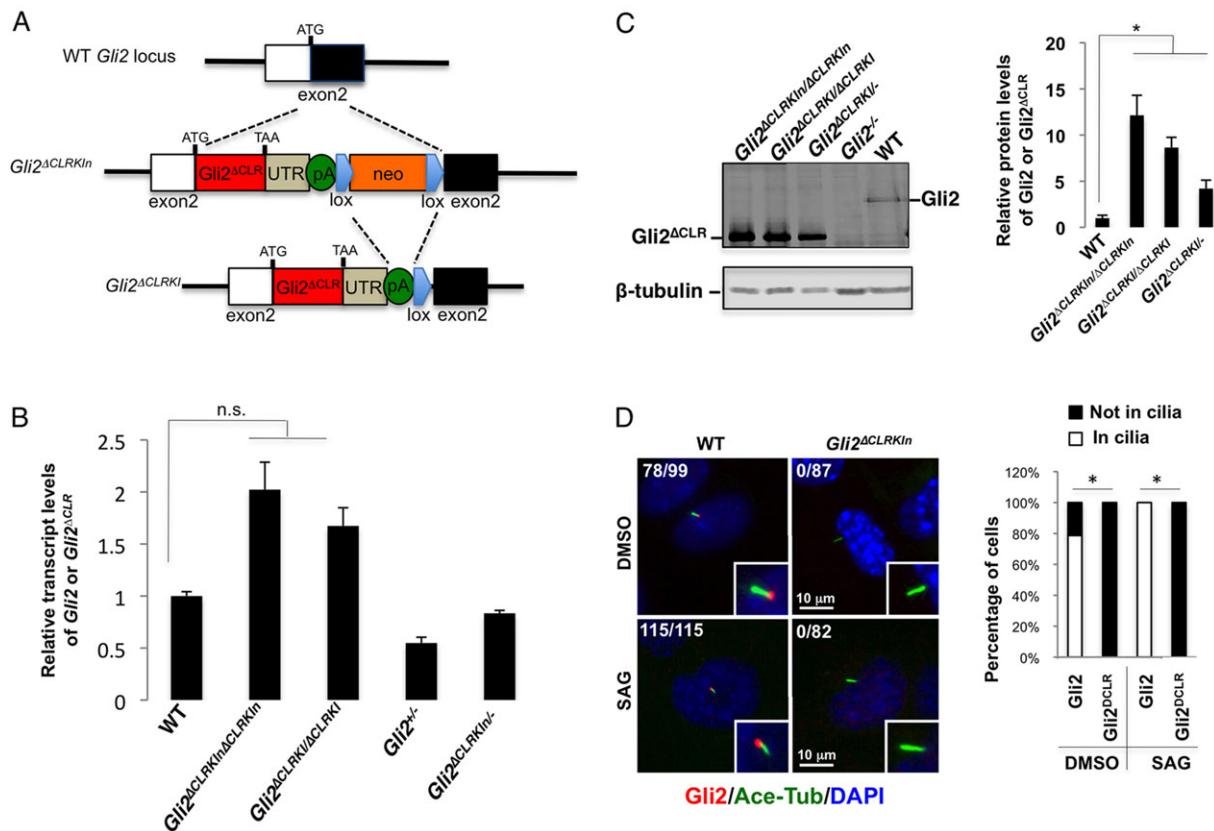 A
WT Gli2 locus
ATG
exon2
Gli2ΔCLRKIn
ATG
TAA
Gli2ΔCLR
UTR
pA
neo
exon2
lox
lox
exon2
Gli2ΔCLRKI
ATG
TAA
Gli2ΔCLR
UTR
pA
exon2
lox
exon2
B
n.s.
Relative transcript levels
of Gli2 or Gli2ΔCLR
2.5
2
1.5
1
0.5
0
WT
Gli2ΔCLRKInΔCLRKIn
Gli2ΔCLRKI/ΔCLRKI
Gli2+/-
Gli2ΔCLRKIn/-
C
Gli2ΔCLRKIn/ΔCLRKIn
Gli2ΔCLRKI/ΔCLRKI
Gli2ΔCLRKI/-
Gli2-/-
WT
Gli2
Gli2ΔCLR
β-tubulin
*
Relative protein levels
of Gli2 or Gli2ΔCLR
20
15
10
5
0
WT
Gli2ΔCLRKIn/ΔCLRKIn
Gli2ΔCLRKI/ΔCLRKI
Gli2ΔCLRKI/-
D
WT
Gli2ΔCLRKIn
DMSO
78/99
0/87
10 μm
SAG
115/115
0/82
10 μm
Gli2/Ace-Tub/DAPI
Not in cilia
In cilia
Percentage of cells
120%
100%
80%
60%
40%
20%
0%
*
*
Gli2
Gli2DCLR
Gli2
Gli2DCLR
DMSO
SAG